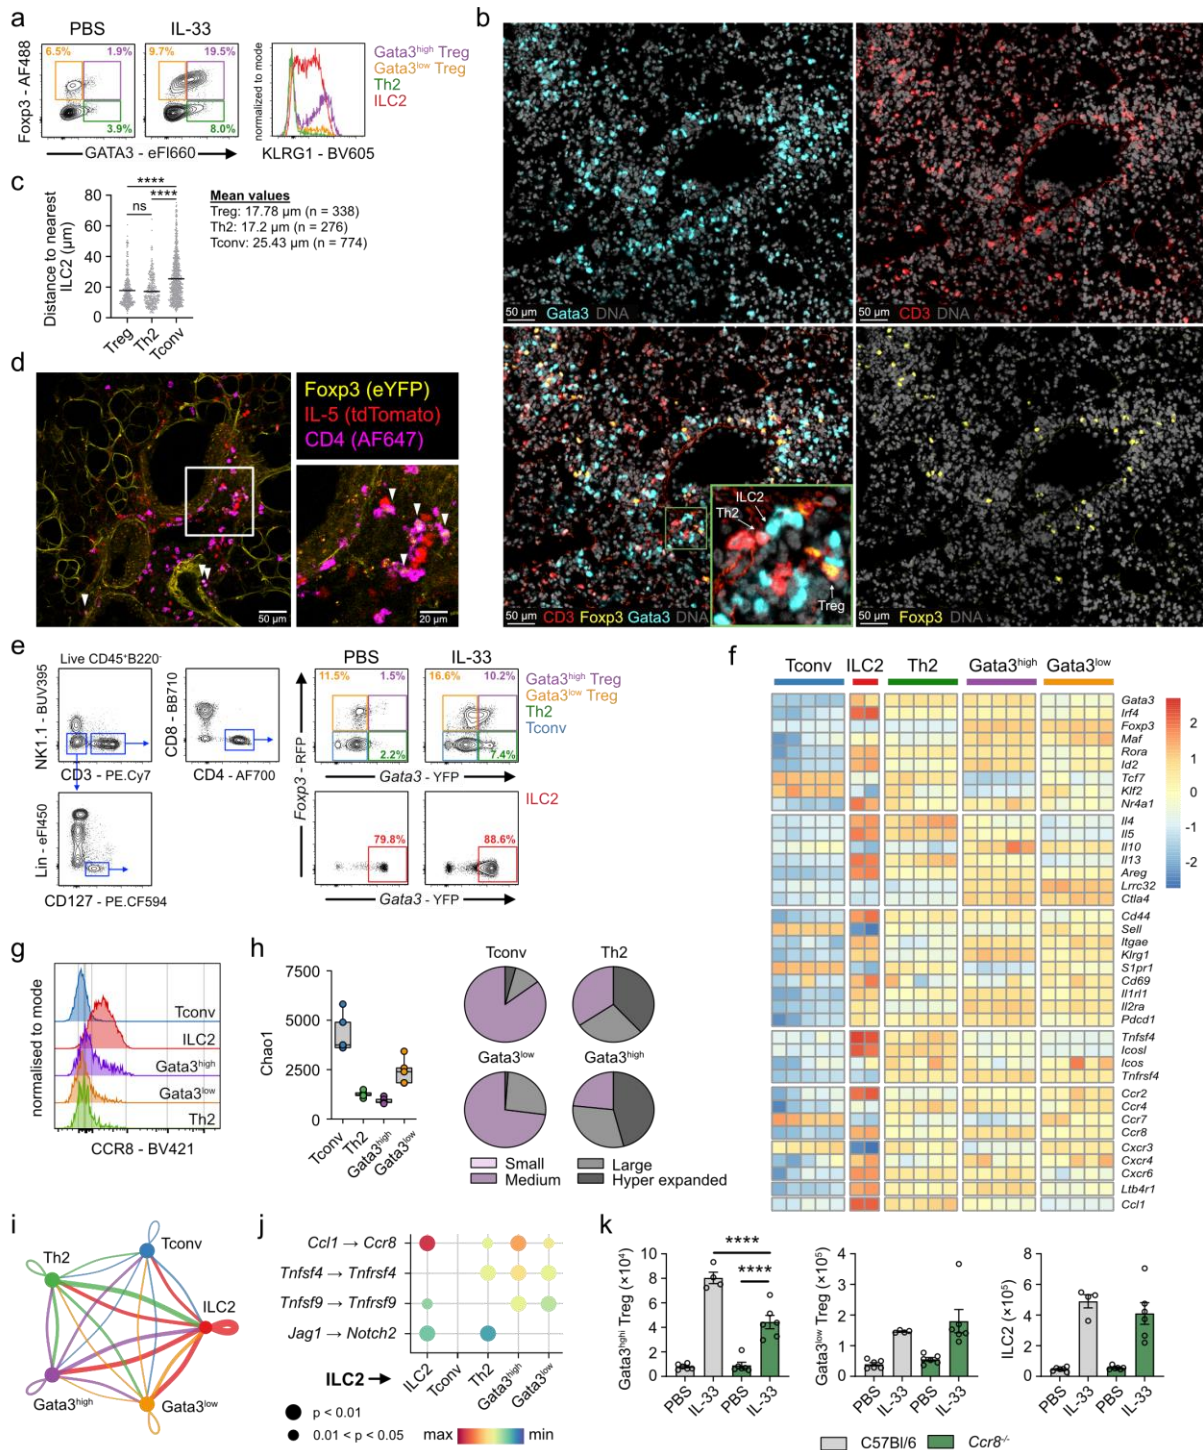 a
PBS
IL-33
6.5%
1.9%
9.7%
19.5%
3.9%
8.0%
Foxp3 - AF488
GATA3 - eFl660
normalized to mode
KLRG1 - BV605
Gata3high Treg
Gata3low Treg
Th2
ILC2
b
50 µm
Gata3 DNA
50 µm
CD3 DNA
50 µm
CD3 Foxp3 Gata3 DNA
ILC2
Th2
Treg
50 µm
Foxp3 DNA
c
Distance to nearest
ILC2 (µm)
80
60
40
20
0
ns
****
****
Treg
Th2
Tconv
Mean values
Treg: 17.78 µm (n = 338)
Th2: 17.2 µm (n = 276)
Tconv: 25.43 µm (n = 774)
d
Foxp3 (eYFP)
IL-5 (tdTomato)
CD4 (AF647)
50 µm
20 µm
e
Live CD45+B220-
NK1.1 - BUV395
CD3 - PE.Cy7
CD8 - BB710
CD4 - AF700
Lin - eFl450
CD127 - PE.CF594
PBS
IL-33
11.5%
1.5%
16.6%
10.2%
2.2%
7.4%
Gata3 - YFP
Foxp3 - RFP
79.8%
88.6%
Gata3 - YFP
Gata3high Treg
Gata3low Treg
Th2
Tconv
ILC2
f
Tconv
ILC2
Th2
Gata3high
Gata3low
Gata3
Irf4
Foxp3
Maf
Rora
Id2
Tcf7
Klf2
Nr4a1
Il4
Il5
Il10
Il13
Areg
Lrrc32
Ctla4
Cd44
Sell
Itgae
Klrg1
S1pr1
Cd69
Il1rl1
Il2ra
Pdcd1
Tnfsf4
Icosl
Icos
Tnfrsf4
Ccr2
Ccr4
Ccr7
Ccr8
Cxcr3
Cxcr4
Cxcr6
Ltb4r1
Ccl1
2
1
0
-1
-2
g
normalised to mode
Tconv
ILC2
Gata3high
Gata3low
Th2
CCR8 - BV421
h
Chao1
7500
5000
2500
0
Tconv
Th2
Gata3high
Gata3low
Tconv
Th2
Gata3low
Gata3high
Small
Medium
Large
Hyper expanded
i
Tconv
Th2
ILC2
Gata3high
Gata3low
j
Ccl1 → Ccr8
Tnfsf4 → Tnfrsf4
Tnfsf9 → Tnfrsf9
Jag1 → Notch2
ILC2
ILC2
Tconv
Th2
Gata3high
Gata3low
p < 0.01
0.01 < p < 0.05
max
min
k
Gata3hghi Treg (×10⁴)
10
8
6
4
2
0
****
****
PBS
IL-33
PBS
IL-33
Gata3low Treg (×10⁵)
4
3
2
1
0
PBS
IL-33
PBS
IL-33
ILC2 (×10⁵)
10
8
6
4
2
0
PBS
IL-33
PBS
IL-33
C57Bl/6
Ccr8-/-